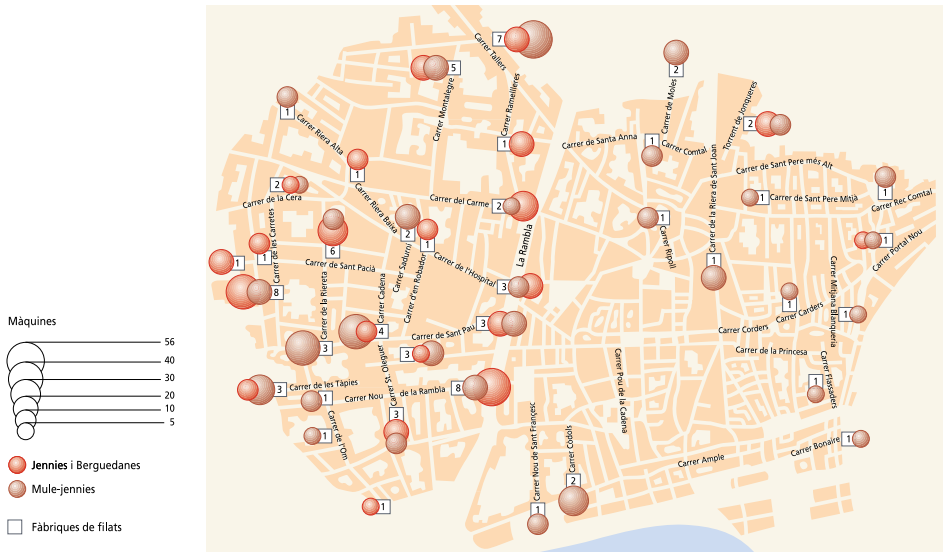 Carrer Tallers
7
5
Carrer Montalegre
Carrer Ramelleres
1
2
Carrer de Moles
Torrent de Jonqueres
2
1
Carrer Riera Alta
Carrer de Santa Anna
1
Carrer Comtal
Carrer de la Riera de Sant Joan
Carrer de Sant Pere més Alt
1
1
Carrer de Sant Pere Mitjà
1
Carrer Rec Comtal
2
Carrer de la Cera
Carrer Riera Baixa
Carrer del Carme
2
La Rambla
1
Carrer Ripoll
1
Carrer Portal Nou
Carrer de les Carretes
6
Carrer de Sant Pacià
2
Carrer Sadurní
1
Carrer d'en Robador
Carrer de l'Hospital
1
1
8
3
1
1
Carrer Carders
Carrer Mitjana Blanqueria
1
Carrer de la Riereta
Carrer Cadena
4
Carrer de Sant Pau
3
Carrer Corders
Carrer de la Princesa
3
3
Carrer St. Oleguer
Carrer de les Tàpies
3
1
Carrer Nou de la Rambla
8
Carrer Pou de la Cadena
1
Carrer Flassaders
3
1
Carrer de l'Om
Carrer Nou de Sant Françesc
Carrer Còdols
Carrer Ample
Carrer Bonaire
1
2
1
1
Màquines
56
40
30
20
10
5
Jennies i Berguedanes
Mule-jennies
Fàbriques de filats